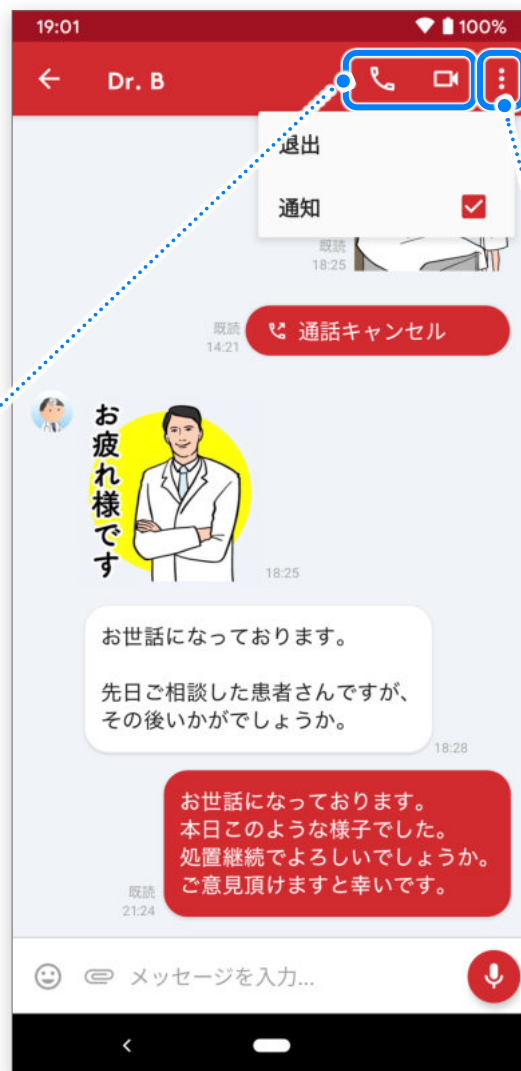 19:01
100%
Dr. B
退出
通知
既読
18:25
既読
14:21
通話キャンセル
お疲れ様です
18:25
お世話になっております。
先日ご相談した患者さんですが、
その後いかがでしょうか。
18:28
お世話になっております。
本日このような様子でした。
処置継続でよろしいでしょうか。
ご意見頂けますと幸いです。
既読
21:24
メッセージを入力...